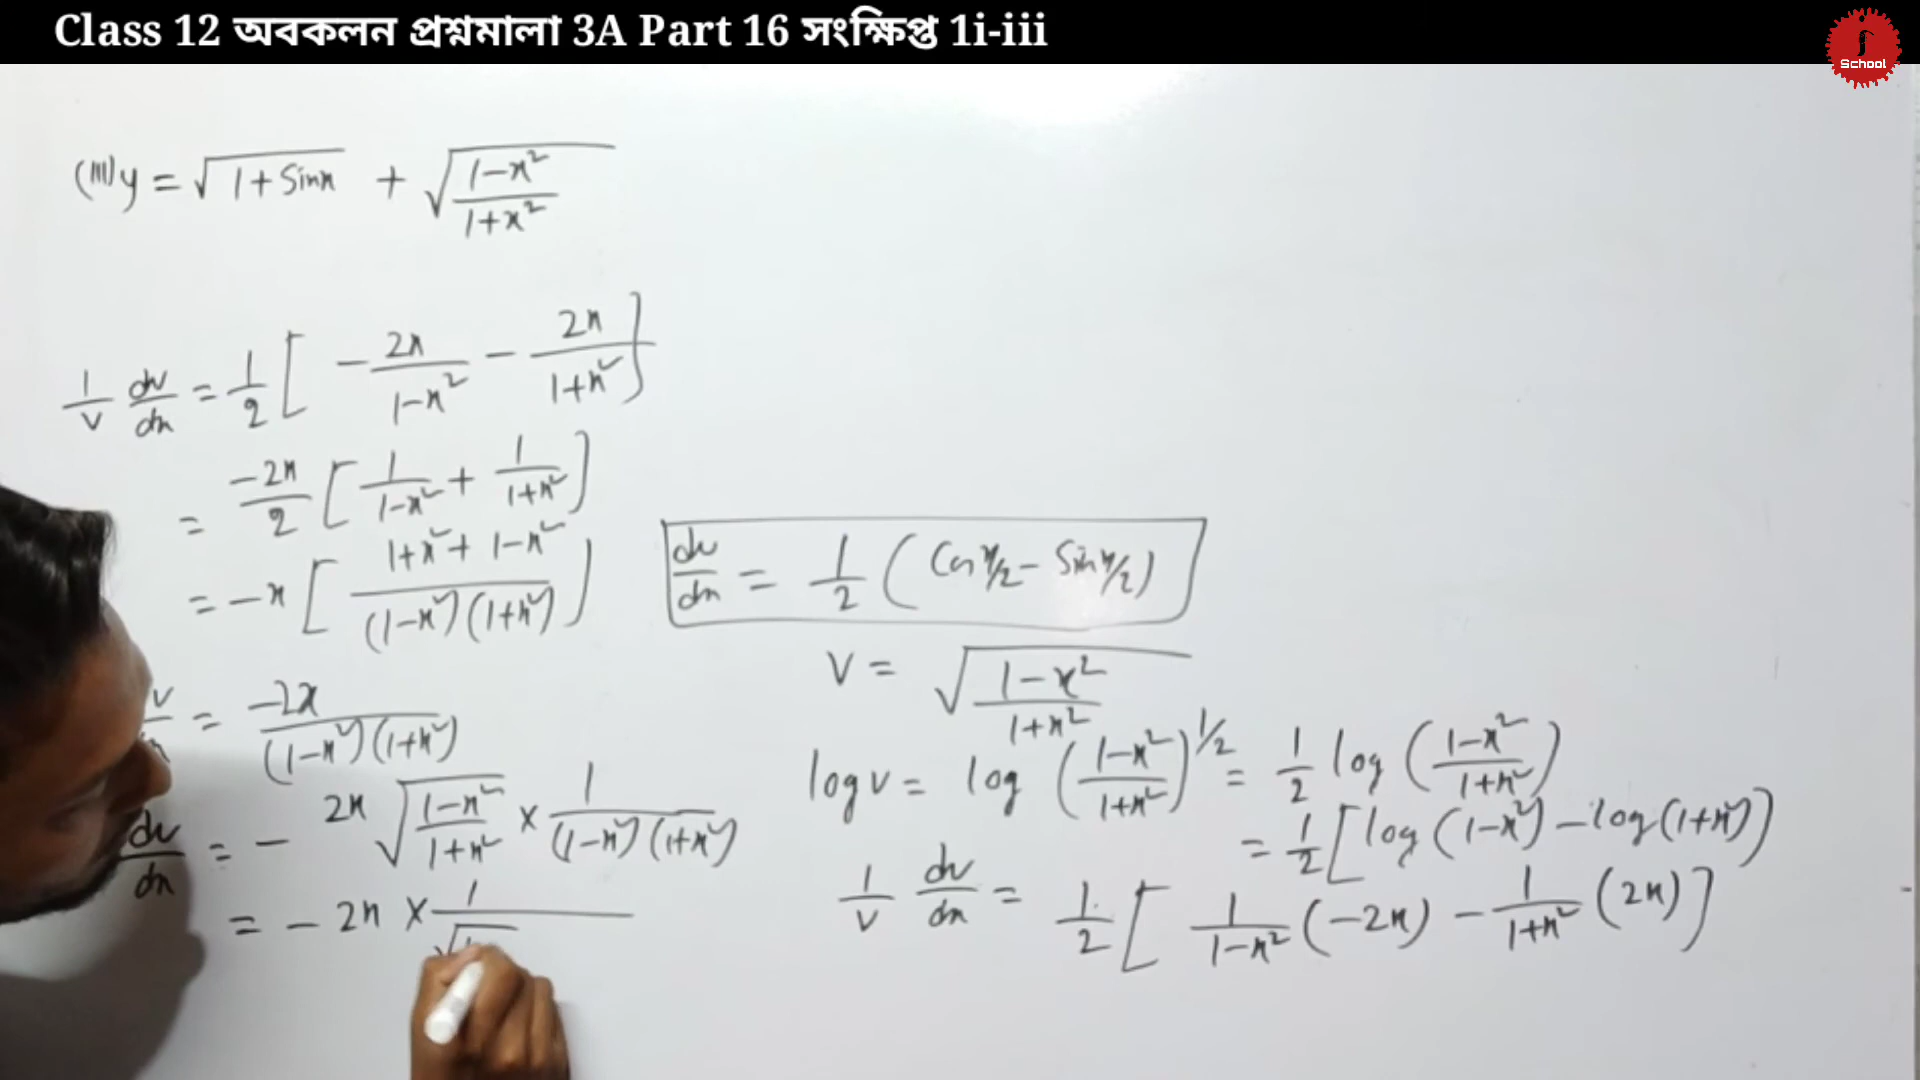 Class 12 অবকলন প্রশ্নমালা 3A Part 16 সংক্ষিপ্ত 1i-iii
School
(III) y = √(1+Sinx) + √((1-x²)/(1+x²))
1/v dv/dx = 1/2 [ - 2x/(1-x²) - 2x/(1+x²) ]
= -2x/2 [ 1/(1-x²) + 1/(1+x²) ]
= -x [ (1+x²+1-x²)/((1-x²)(1+x²)) ]
= -2x/((1-x²)(1+x²))
dv/dx = - 2x √((1-x²)/(1+x²)) × 1/((1-x²)(1+x²))
= - 2x × 1/√
du/dx = 1/2 ( Cos x/2 - Sin x/2 )
V = √((1-x²)/(1+x²))
log v = log ((1-x²)/(1+x²))^1/2 = 1/2 log ((1-x²)/(1+x²))
= 1/2 [ log (1-x²) - log (1+x²) ]
1/v dv/dx = 1/2 [ 1/(1-x²) (-2x) - 1/(1+x²) (2x) ]